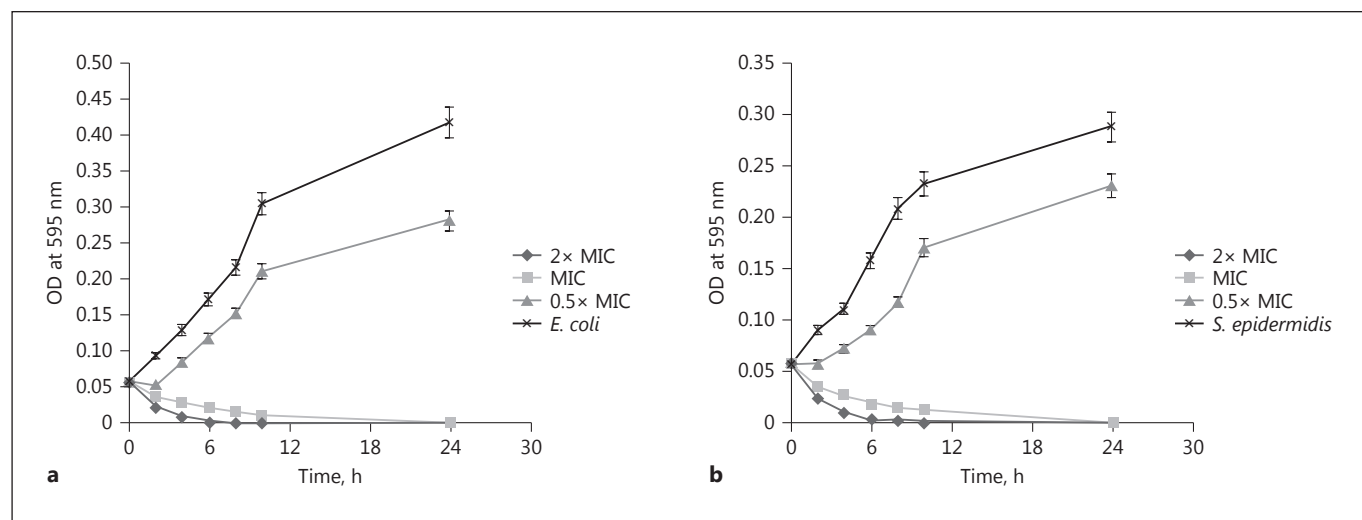 0.50
0.45
0.40
0.35
0.30
0.25
0.20
0.15
0.10
0.05
0
OD at 595 nm
0 6 12 18 24 30
Time, h
2× MIC
MIC
0.5× MIC
E. coli
a
0.35
0.30
0.25
0.20
0.15
0.10
0.05
0
OD at 595 nm
0 6 12 18 24 30
Time, h
2× MIC
MIC
0.5× MIC
S. epidermidis
b